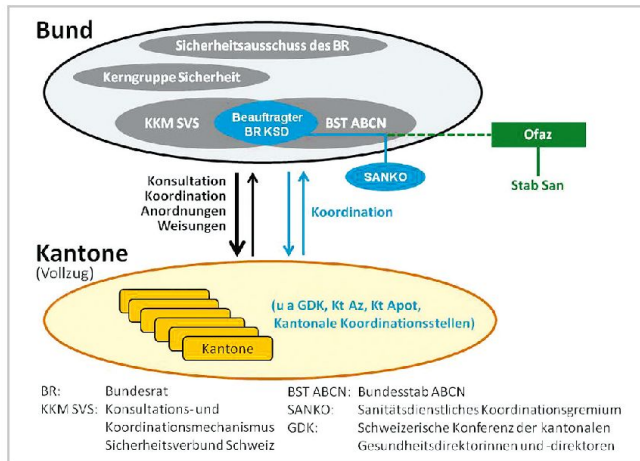 Bund
Sicherheitsausschuss des BR
Kerngruppe Sicherheit
KKM SVS
Beauftragter
BR KSD
BST ABCN
Ofaz
SANKO
Stab San
Konsultation
Koordination
Anordnungen
Weisungen
Koordination
Kantone
(Vollzug)
(u a GDK, Kt Az, Kt Apot,
Kantonale Koordinationsstellen)
Kantone
BR: Bundesrat
KKM SVS: Konsultations- und
Koordinationsmechanismus
Sicherheitsverbund Schweiz
BST ABCN: Bundesstab ABCN
SANKO: Sanitätsdienstliches Koordinationsgremium
GDK: Schweizerische Konferenz der kantonalen
Gesundheitsdirektorinnen und -direktoren